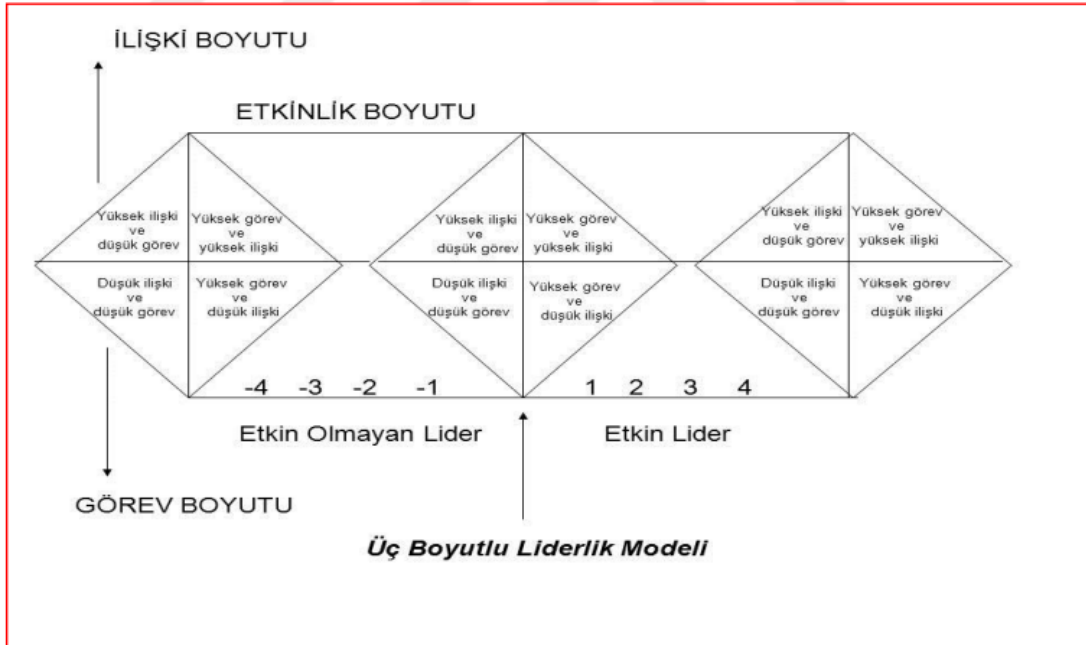 İLİŞKİ BOYUTU
ETKİNLİK BOYUTU
Yüksek ilişki
ve
düşük görev
Yüksek görev
ve
yüksek ilişki
Düşük ilişki
ve
düşük görev
Yüksek görev
ve
düşük ilişki
Yüksek ilişki
ve
düşük görev
Yüksek görev
ve
yüksek ilişki
Düşük ilişki
ve
düşük görev
Yüksek görev
ve
düşük ilişki
Yüksek ilişki
ve
düşük görev
Yüksek görev
ve
yüksek ilişki
Düşük ilişki
ve
düşük görev
Yüksek görev
ve
düşük ilişki
-4 -3 -2 -1 1 2 3 4
Etkin Olmayan Lider Etkin Lider
GÖREV BOYUTU
Üç Boyutlu Liderlik Modeli